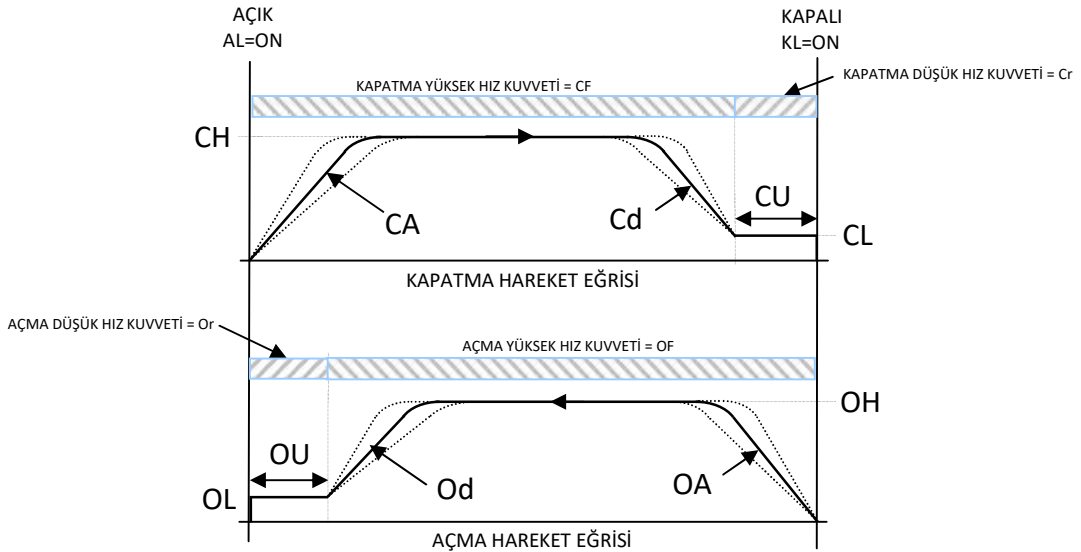 AÇIK
AL=ON
KAPALI
KL=ON
KAPATMA YÜKSEK HIZ KUVVETİ = CF
KAPATMA DÜŞÜK HIZ KUVVETİ = Cr
CH
CA
Cd
CU
CL
KAPATMA HAREKET EĞRİSİ
AÇMA DÜŞÜK HIZ KUVVETİ = Or
AÇMA YÜKSEK HIZ KUVVETİ = OF
OH
OU
OL
Od
OA
AÇMA HAREKET EĞRİSİ